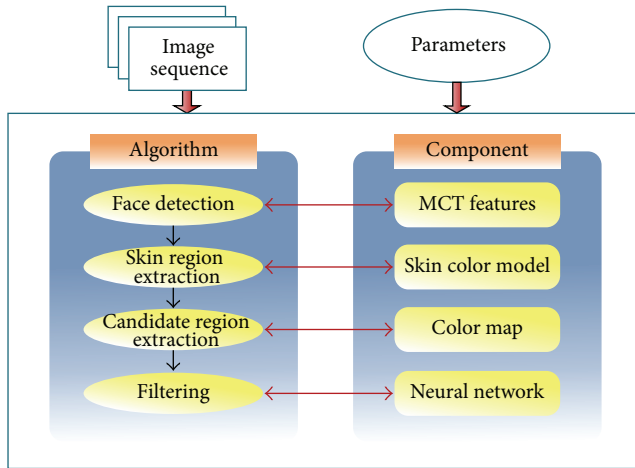 Image
sequence
Parameters
Algorithm
Component
Face detection
MCT features
Skin region
extraction
Skin color model
Candidate region
extraction
Color map
Filtering
Neural network